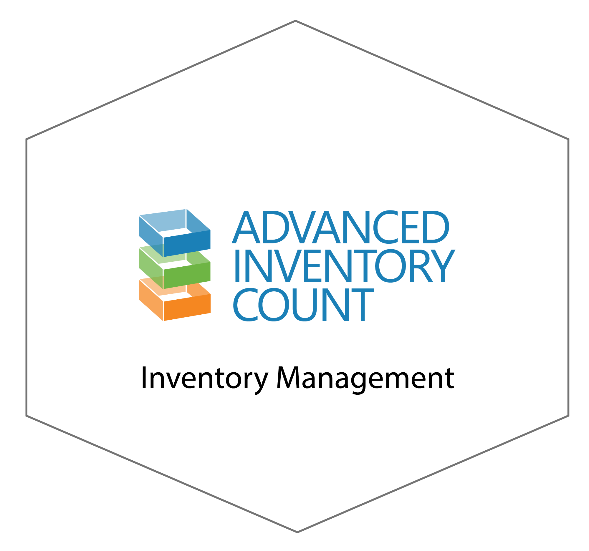 ADVANCED
INVENTORY
COUNT
Inventory Management